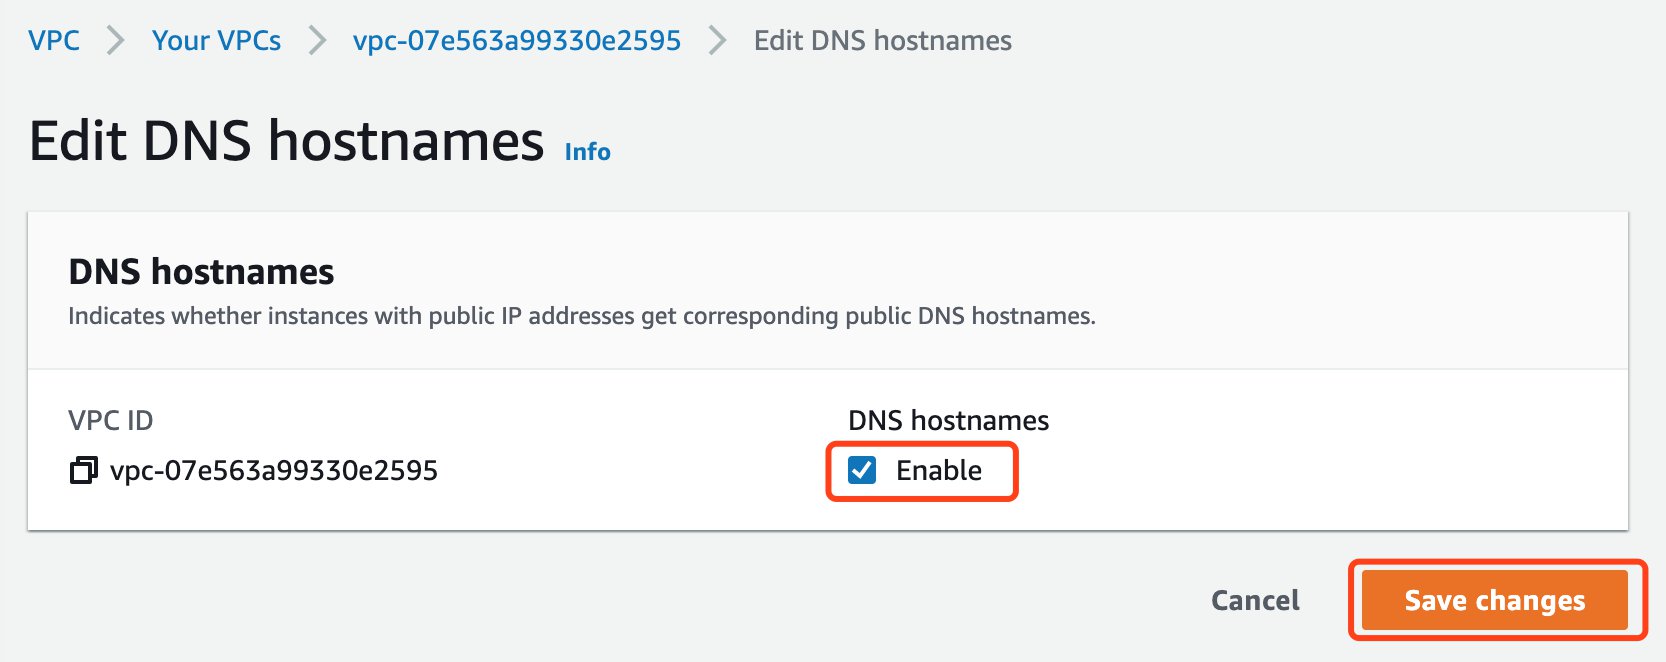 VPC > Your VPCs > vpc-07e563a99330e2595 > Edit DNS hostnames
Edit DNS hostnames Info
DNS hostnames
Indicates whether instances with public IP addresses get corresponding public DNS hostnames.
VPC ID
vpc-07e563a99330e2595
DNS hostnames
Enable
Cancel
Save changes